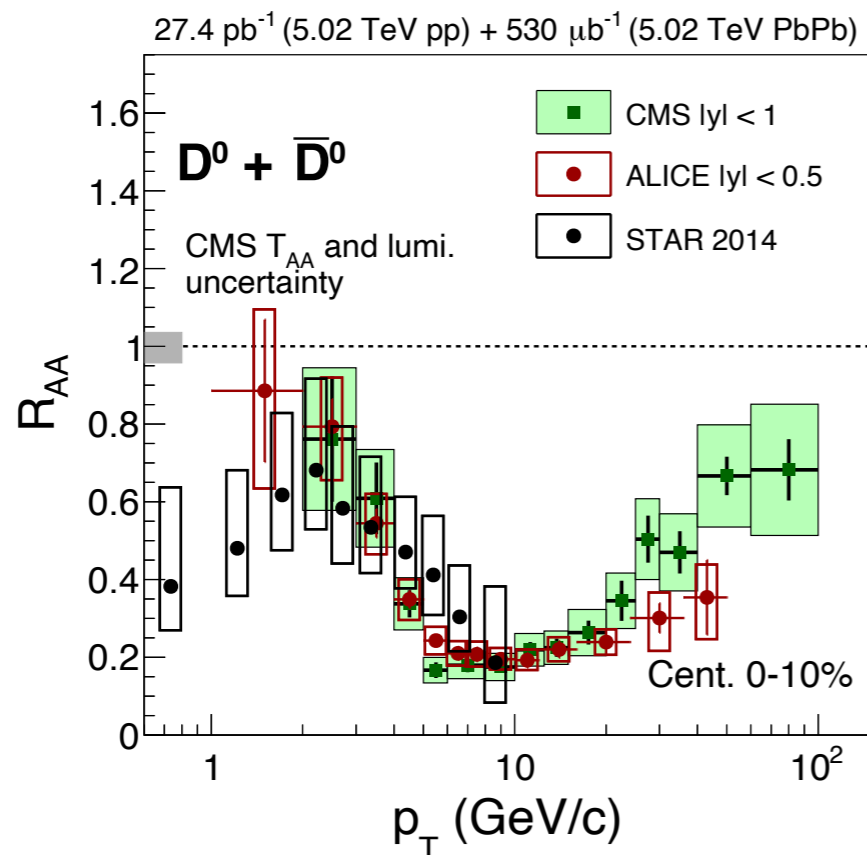 27.4 pb⁻¹ (5.02 TeV pp) + 530 μb⁻¹ (5.02 TeV PbPb)
CMS |y| < 1
ALICE |y| < 0.5
STAR 2014
D⁰ + D̅⁰
CMS T_AA and lumi.
uncertainty
R_AA
1.6
1.4
1.2
1
0.8
0.6
0.4
0.2
0
Cent. 0-10%
1
10
10²
p_T (GeV/c)